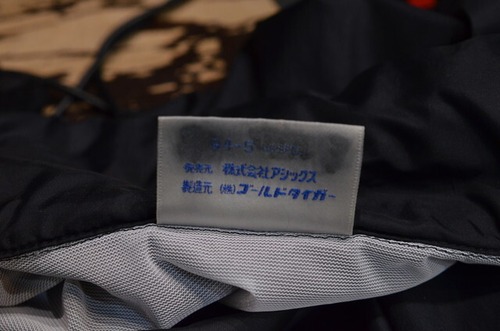 発売元 株式会社アシックス
製造元 (株)ゴールドタイガー